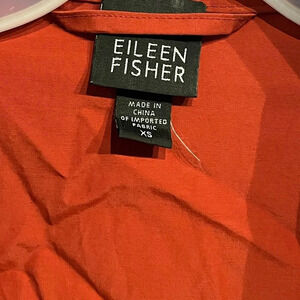 EILEEN
FISHER
MADE IN
CHINA
OF IMPORTED
FABRIC
XS